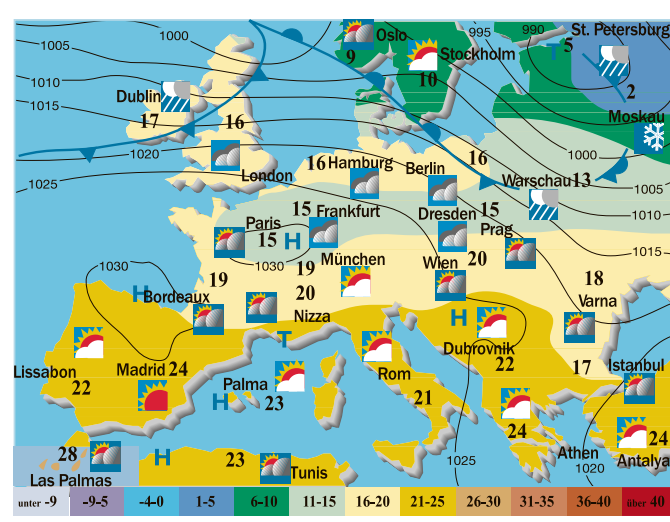 1000
995
990
St. Petersburg
Oslo
1005
T
5
9
Stockholm
10
1010
2
Dublin
1015
Moskau
17
16
1020
16
Hamburg
Berlin
16
1000
London
Warschau
13
1025
1005
15
Frankfurt
Dresden
15
1010
Paris
15
H
Prag
1030
19
München
Wien
20
1015
1030
19
20
18
H
Bordeaux
Varna
Nizza
H
T
Dubrovnik
Lissabon
Madrid
24
22
17
Istanbul
22
Palma
Rom
H
23
21
24
24
28
H
23
1025
Athen
1020
Antalya
Las Palmas
Tunis
unter -9
-9-5
-4-0
1-5
6-10
11-15
16-20
21-25
26-30
31-35
36-40
über 40